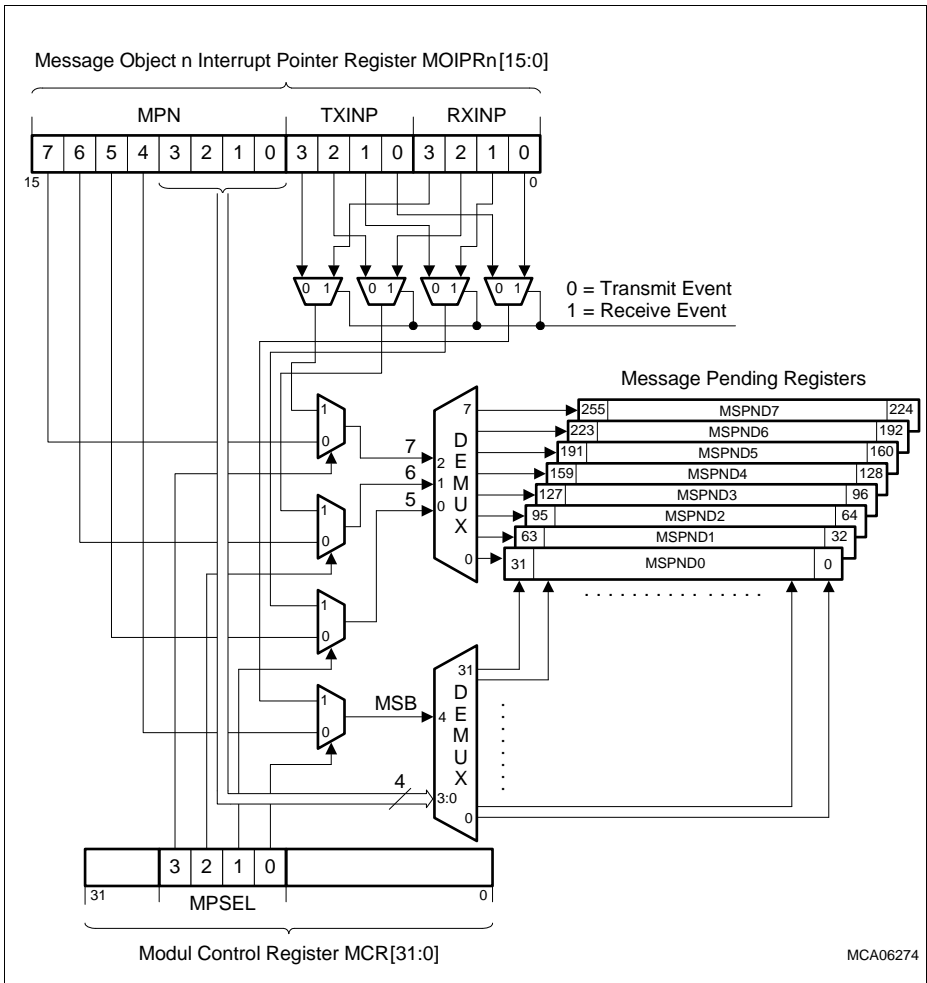 Message Object n Interrupt Pointer Register MOIPRn[15:0]
MPN TXINP RXINP
7 6 5 4 3 2 1 0 3 2 1 0 3 2 1 0
15 0
0 1 0 1 0 1 0 1
0 = Transmit Event
1 = Receive Event
Message Pending Registers
7 255 MSPND7 224
223 MSPND6 192
191 MSPND5 160
159 MSPND4 128
127 MSPND3 96
95 MSPND2 64
63 MSPND1 32
31 MSPND0 0
1
0
7
2
6
1
5
0
DEMUX
0
1
0
1
0
. . . . . . . . . . . . . . .
1
0
MSB
4
31
DEMUX
4
3:0
0
3 2 1 0
31 0
MPSEL
Modul Control Register MCR[31:0]
MCA06274